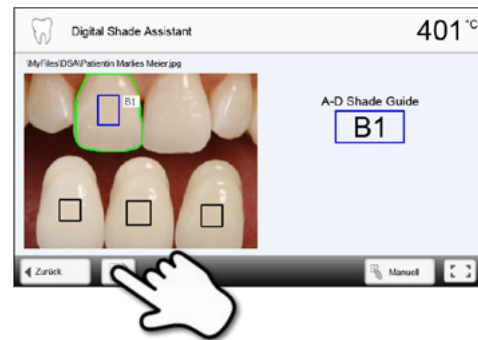 Digital Shade Assistant
401 °C
\MyFiles\DSA\Patientin Marlies Meier.jpg
B1
A-D Shade Guide
B1
Zurück
Manuell